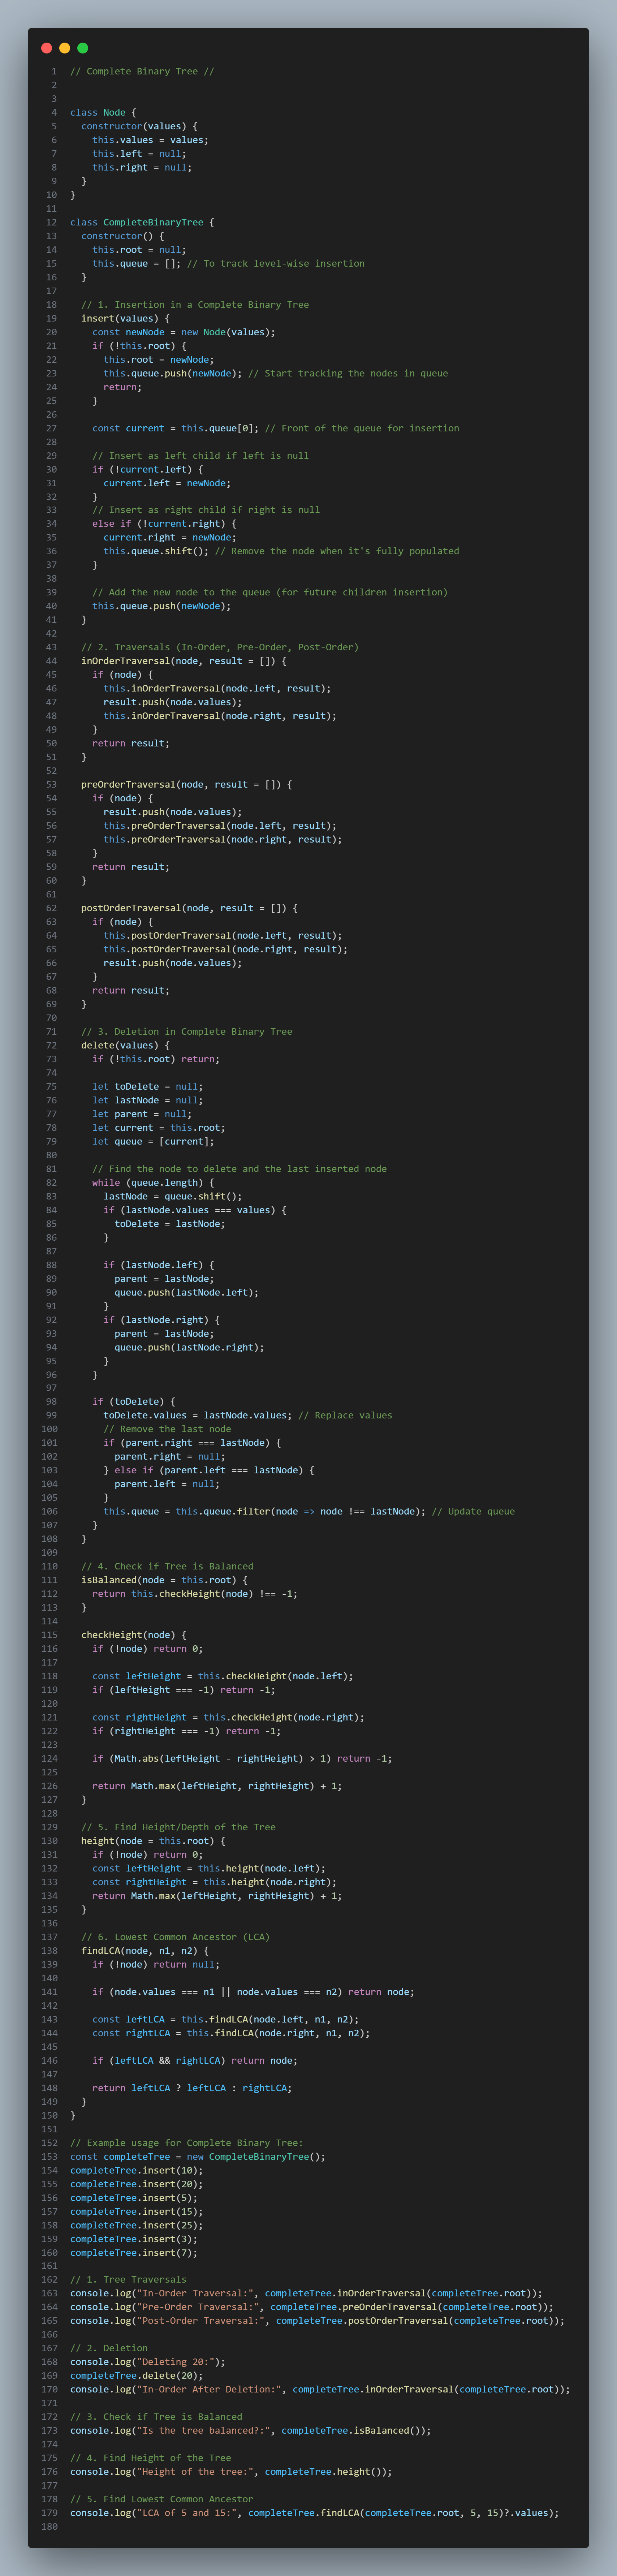 1 // Complete Binary Tree //
2
3
4 class Node {
5   constructor(values) {
6     this.values = values;
7     this.left = null;
8     this.right = null;
9   }
10 }
11
12 class CompleteBinaryTree {
13   constructor() {
14     this.root = null;
15     this.queue = []; // To track level-wise insertion
16   }
17
18   // 1. Insertion in a Complete Binary Tree
19   insert(values) {
20     const newNode = new Node(values);
21     if (!this.root) {
22       this.root = newNode;
23       this.queue.push(newNode); // Start tracking the nodes in queue
24       return;
25     }
26
27     const current = this.queue[0]; // Front of the queue for insertion
28
29     // Insert as left child if left is null
30     if (!current.left) {
31       current.left = newNode;
32     }
33     // Insert as right child if right is null
34     else if (!current.right) {
35       current.right = newNode;
36       this.queue.shift(); // Remove the node when it's fully populated
37     }
38
39     // Add the new node to the queue (for future children insertion)
40     this.queue.push(newNode);
41   }
42
43   // 2. Traversals (In-Order, Pre-Order, Post-Order)
44   inOrderTraversal(node, result = []) {
45     if (node) {
46       this.inOrderTraversal(node.left, result);
47       result.push(node.values);
48       this.inOrderTraversal(node.right, result);
49     }
50     return result;
51   }
52
53   preOrderTraversal(node, result = []) {
54     if (node) {
55       result.push(node.values);
56       this.preOrderTraversal(node.left, result);
57       this.preOrderTraversal(node.right, result);
58     }
59     return result;
60   }
61
62   postOrderTraversal(node, result = []) {
63     if (node) {
64       this.postOrderTraversal(node.left, result);
65       this.postOrderTraversal(node.right, result);
66       result.push(node.values);
67     }
68     return result;
69   }
70
71   // 3. Deletion in Complete Binary Tree
72   delete(values) {
73     if (!this.root) return;
74
75     let toDelete = null;
76     let lastNode = null;
77     let parent = null;
78     let current = this.root;
79     let queue = [current];
80
81     // Find the node to delete and the last inserted node
82     while (queue.length) {
83       lastNode = queue.shift();
84       if (lastNode.values === values) {
85         toDelete = lastNode;
86       }
87
88       if (lastNode.left) {
89         parent = lastNode;
90         queue.push(lastNode.left);
91       }
92       if (lastNode.right) {
93         parent = lastNode;
94         queue.push(lastNode.right);
95       }
96     }
97
98     if (toDelete) {
99       toDelete.values = lastNode.values; // Replace values
100       // Remove the last node
101       if (parent.right === lastNode) {
102         parent.right = null;
103       } else if (parent.left === lastNode) {
104         parent.left = null;
105       }
106       this.queue = this.queue.filter(node => node !== lastNode); // Update queue
107     }
108   }
109
110   // 4. Check if Tree is Balanced
111   isBalanced(node = this.root) {
112     return this.checkHeight(node) !== -1;
113   }
114
115   checkHeight(node) {
116     if (!node) return 0;
117
118     const leftHeight = this.checkHeight(node.left);
119     if (leftHeight === -1) return -1;
120
121     const rightHeight = this.checkHeight(node.right);
122     if (rightHeight === -1) return -1;
123
124     if (Math.abs(leftHeight - rightHeight) > 1) return -1;
125
126     return Math.max(leftHeight, rightHeight) + 1;
127   }
128
129   // 5. Find Height/Depth of the Tree
130   height(node = this.root) {
131     if (!node) return 0;
132     const leftHeight = this.height(node.left);
133     const rightHeight = this.height(node.right);
134     return Math.max(leftHeight, rightHeight) + 1;
135   }
136
137   // 6. Lowest Common Ancestor (LCA)
138   findLCA(node, n1, n2) {
139     if (!node) return null;
140
141     if (node.values === n1 || node.values === n2) return node;
142
143     const leftLCA = this.findLCA(node.left, n1, n2);
144     const rightLCA = this.findLCA(node.right, n1, n2);
145
146     if (leftLCA && rightLCA) return node;
147
148     return leftLCA ? leftLCA : rightLCA;
149   }
150 }
151
152 // Example usage for Complete Binary Tree:
153 const completeTree = new CompleteBinaryTree();
154 completeTree.insert(10);
155 completeTree.insert(20);
156 completeTree.insert(5);
157 completeTree.insert(15);
158 completeTree.insert(25);
159 completeTree.insert(3);
160 completeTree.insert(7);
161
162 // 1. Tree Traversals
163 console.log("In-Order Traversal:", completeTree.inOrderTraversal(completeTree.root));
164 console.log("Pre-Order Traversal:", completeTree.preOrderTraversal(completeTree.root));
165 console.log("Post-Order Traversal:", completeTree.postOrderTraversal(completeTree.root));
166
167 // 2. Deletion
168 console.log("Deleting 20:");
169 completeTree.delete(20);
170 console.log("In-Order After Deletion:", completeTree.inOrderTraversal(completeTree.root));
171
172 // 3. Check if Tree is Balanced
173 console.log("Is the tree balanced?:", completeTree.isBalanced());
174
175 // 4. Find Height of the Tree
176 console.log("Height of the tree:", completeTree.height());
177
178 // 5. Find Lowest Common Ancestor
179 console.log("LCA of 5 and 15:", completeTree.findLCA(completeTree.root, 5, 15)?.values);
180